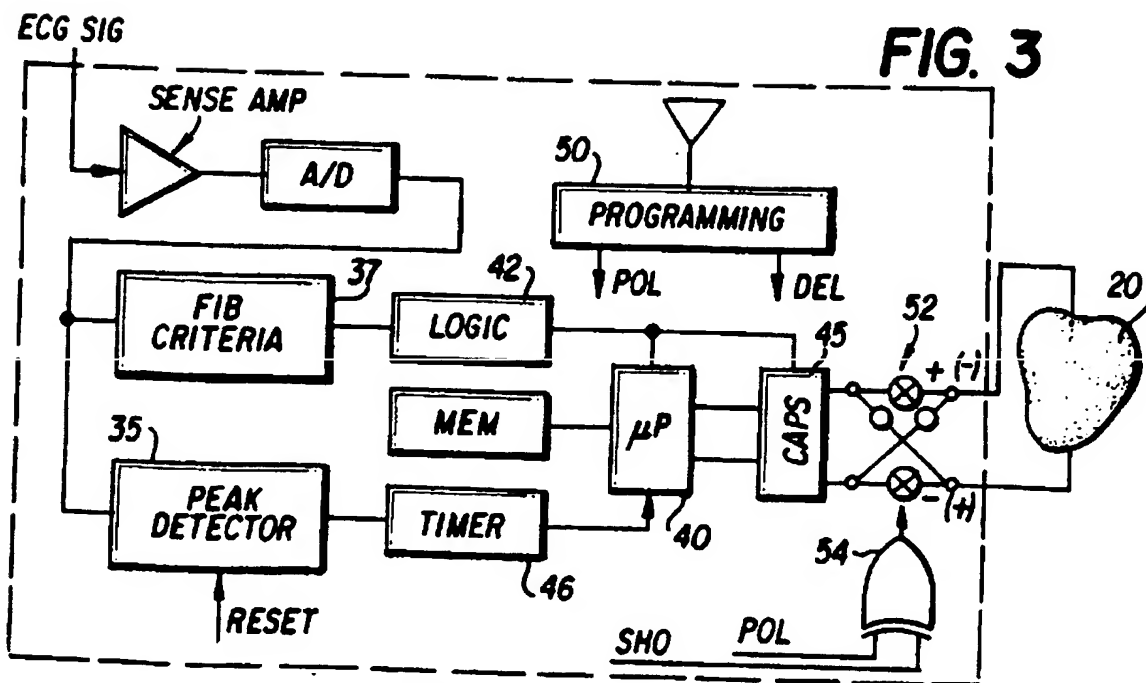 ECG SIG
FIG. 3
SENSE AMP
A/D
50
PROGRAMMING
POL
DEL
37
FIB
CRITERIA
42
LOGIC
45
52
20
+ (-)
MEM
μP
CAPS
35
PEAK
DETECTOR
TIMER
40
- (+)
46
54
RESET
SHO
POL